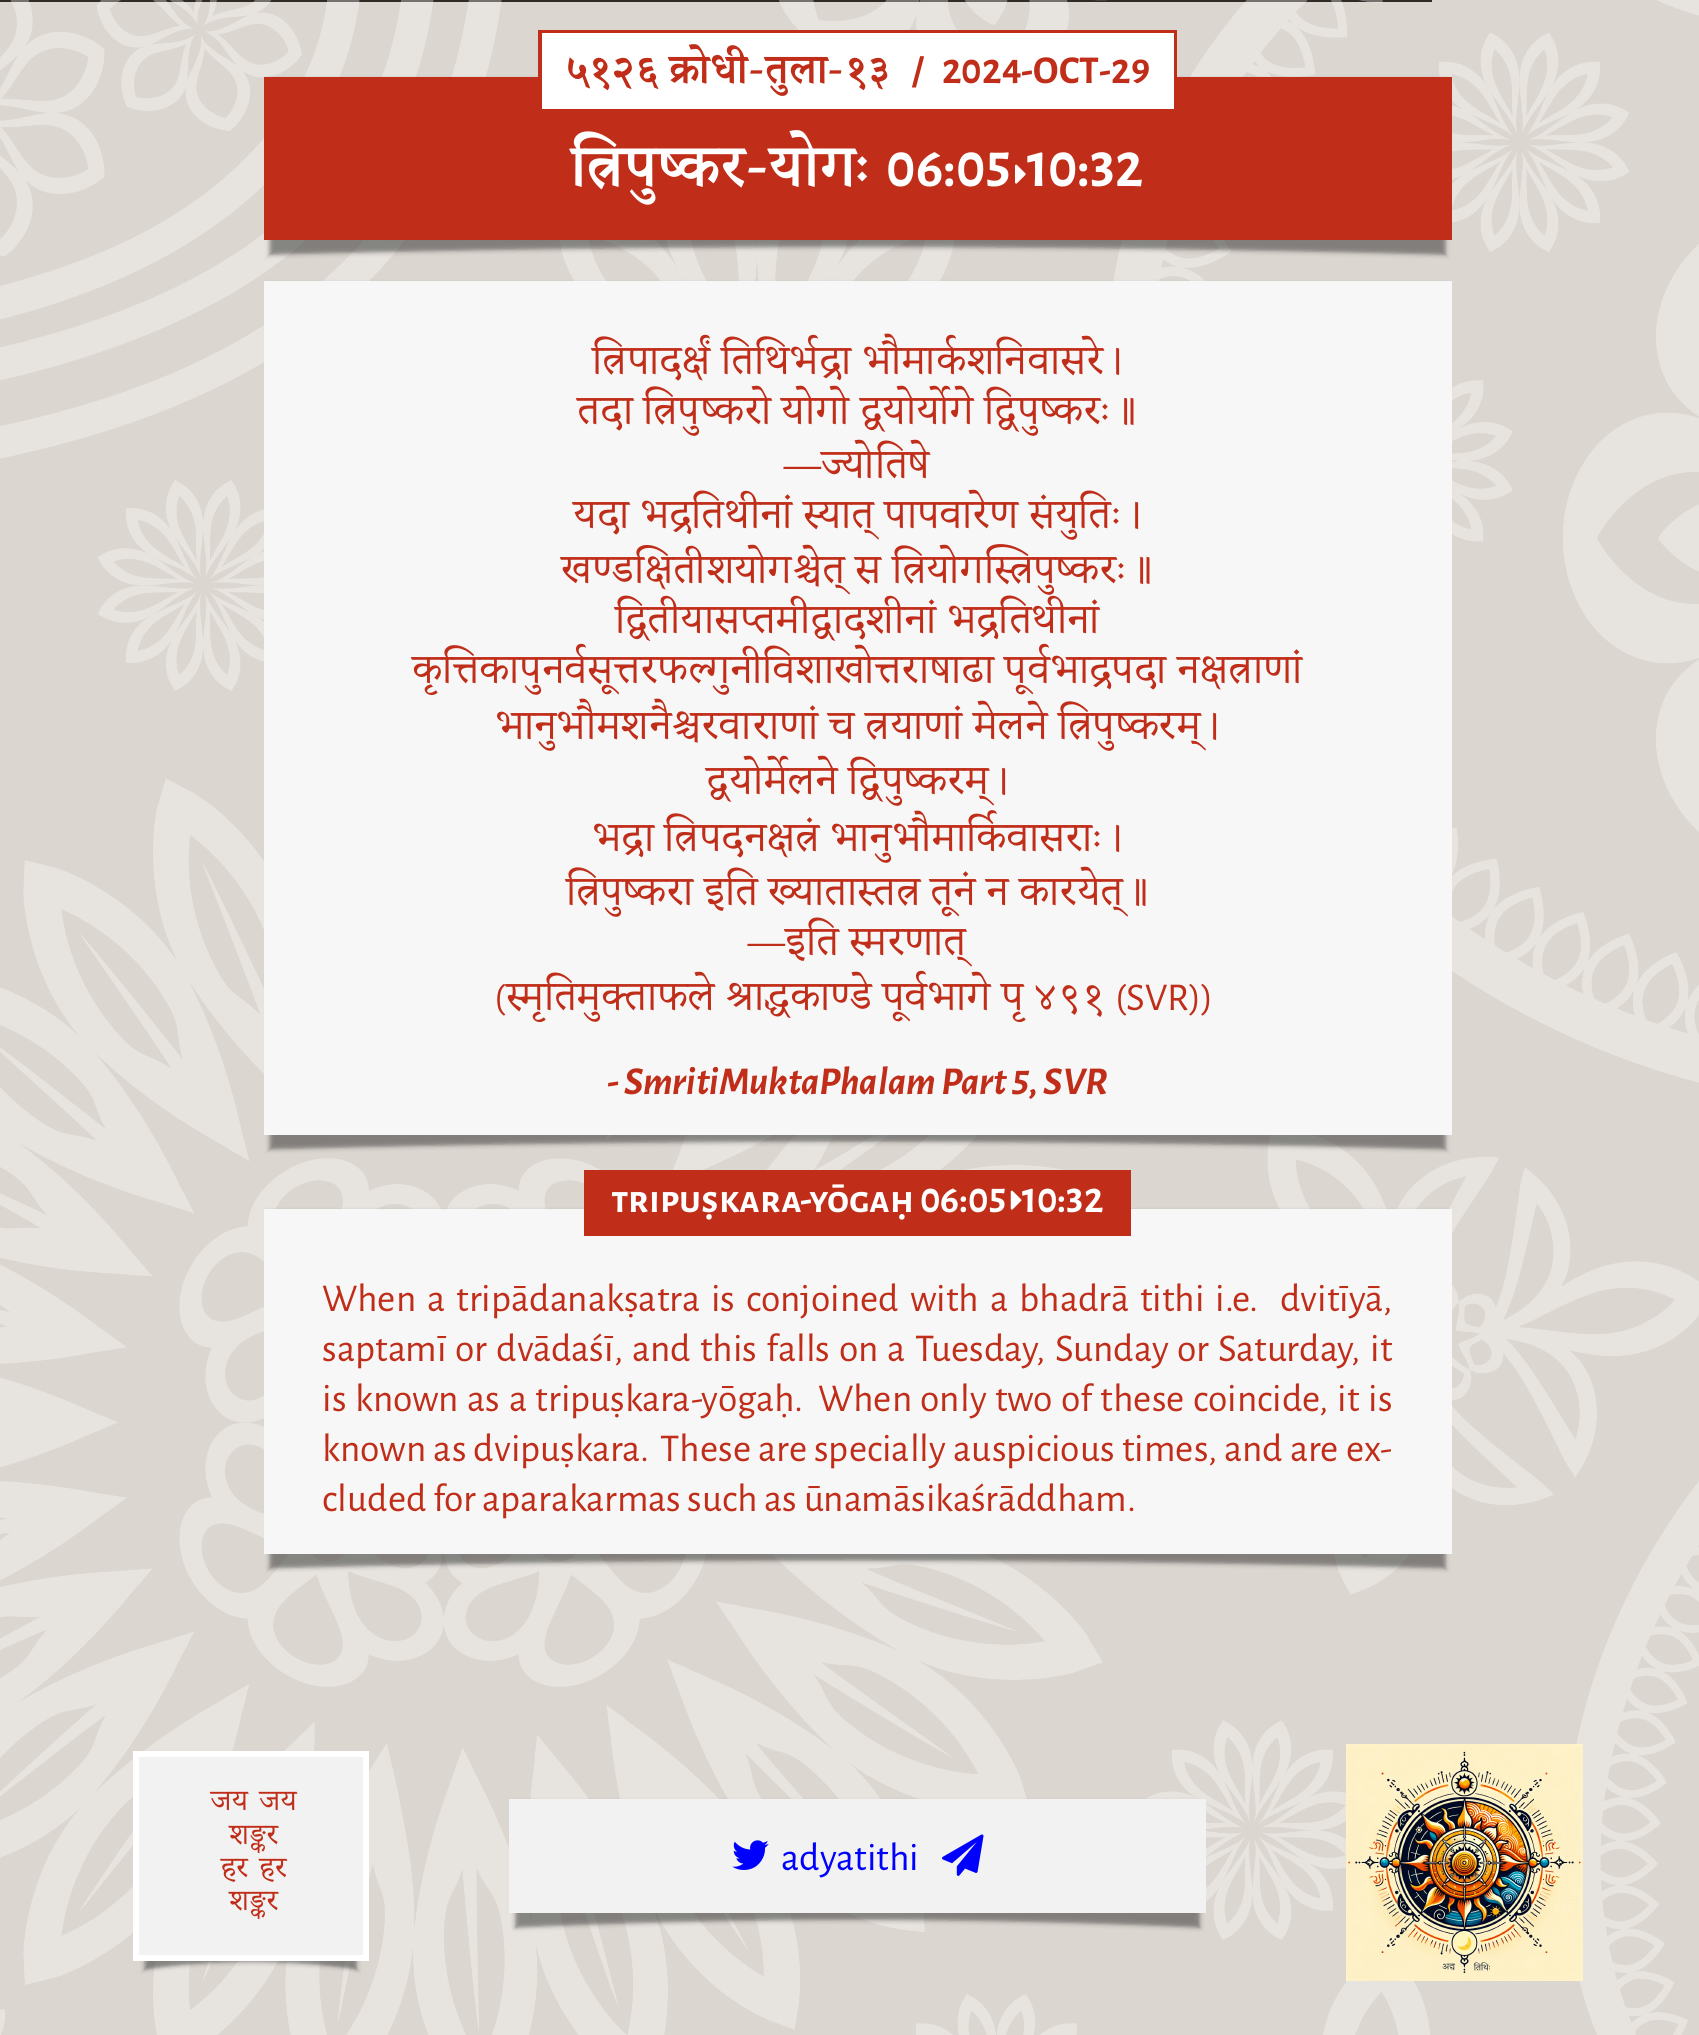 ५१२६ क्रोधी-तुला-१३ / 2024-OCT-29
त्रिपुष्कर-योगः 06:05▸10:32
त्रिपादर्क्षं तिथिर्भद्रा भौमार्कशनिवासरे।
तदा त्रिपुष्करो योगो द्वयोर्योगे द्विपुष्करः॥
—ज्योतिषे
यदा भद्रतिथीनां स्यात् पापवारेण संयुतिः।
खण्डक्षितीशयोगश्चेत् स त्रियोगस्त्रिपुष्करः॥
द्वितीयासप्तमीद्वादशीनां भद्रतिथीनां
कृत्तिकापुनर्वसूत्तरफल्गुनीविशाखोत्तराषाढा पूर्वभाद्रपदा नक्षत्राणां
भानुभौमशनैश्चरवाराणां च त्रयाणां मेलने त्रिपुष्करम्।
द्वयोर्मेलने द्विपुष्करम्।
भद्रा त्रिपदनक्षत्रं भानुभौमार्किवासराः।
त्रिपुष्करा इति ख्यातास्तत्र तूनं न कारयेत्॥
—इति स्मरणात्
(स्मृतिमुक्ताफले श्राद्धकाण्डे पूर्वभागे पृ ४९१ (SVR))
- SmritiMuktaPhalam Part 5, SVR
TRIPUṢKARA-YŌGAḤ 06:05▸10:32
When a tripādanakṣatra is conjoined with a bhadrā tithi i.e. dvitīyā,
saptamī or dvādaśī, and this falls on a Tuesday, Sunday or Saturday, it
is known as a tripuṣkara-yōgaḥ. When only two of these coincide, it is
known as dvipuṣkara. These are specially auspicious times, and are ex-
cluded for aparakarmas such as ūnamāsikaśrāddham.
जय जय
शङ्कर
हर हर
शङ्कर
adyatithi
अद्य तिथिः